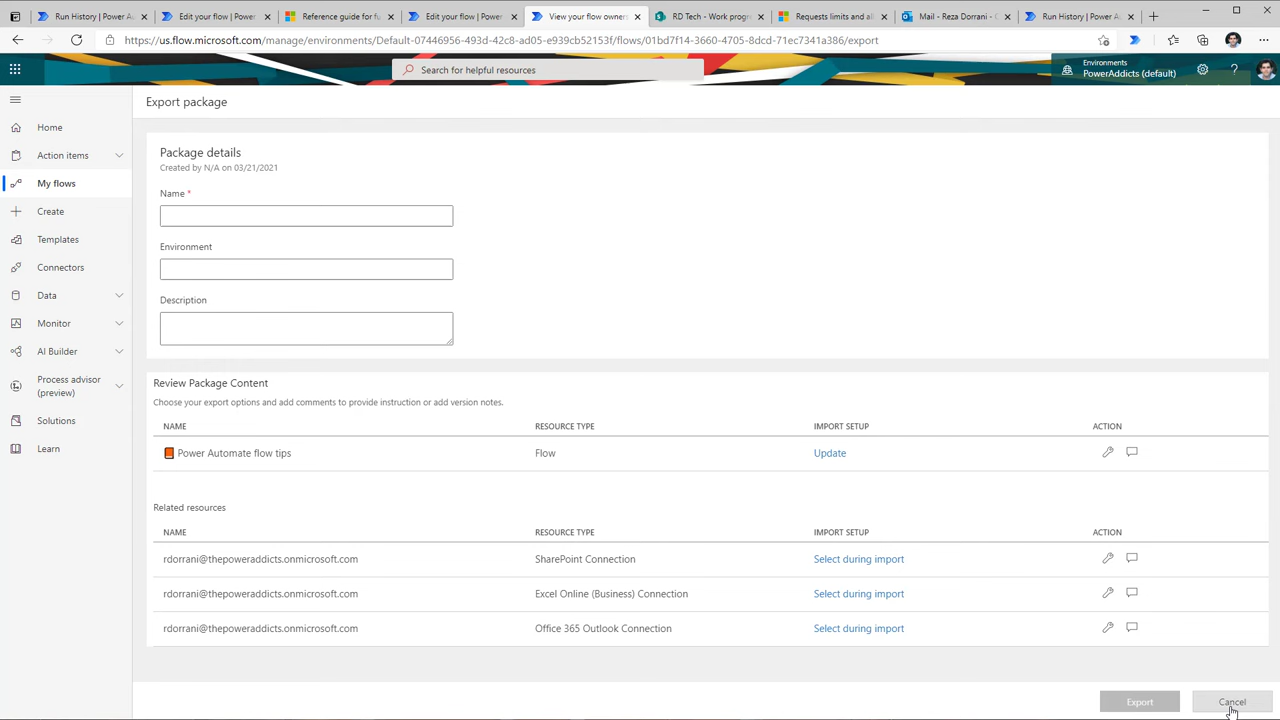 Run History | Power Au
Edit your flow | Power
Reference guide for fu
Edit your flow | Power
View your flow owners
RD Tech - Work progre
Requests limits and all
Mail - Reza Dorrani - O
Run History | Power Au
https://us.flow.microsoft.com/manage/environments/Default-07446956-493d-42c8-ad05-e939cb52153f/flows/01bd7f14-3660-4705-8dcd-71ec7341a386/export
Search for helpful resources
Environments
PowerAddicts (default)
Home
Action items
My flows
Create
Templates
Connectors
Data
Monitor
AI Builder
Process advisor
(preview)
Solutions
Learn
Export package
Package details
Created by N/A on 03/21/2021
Name *
Environment
Description
Review Package Content
Choose your export options and add comments to provide instruction or add version notes.
NAME RESOURCE TYPE IMPORT SETUP ACTION
Power Automate flow tips Flow Update
Related resources
NAME RESOURCE TYPE IMPORT SETUP ACTION
rdorrani@thepoweraddicts.onmicrosoft.com SharePoint Connection Select during import
rdorrani@thepoweraddicts.onmicrosoft.com Excel Online (Business) Connection Select during import
rdorrani@thepoweraddicts.onmicrosoft.com Office 365 Outlook Connection Select during import
Export Cancel